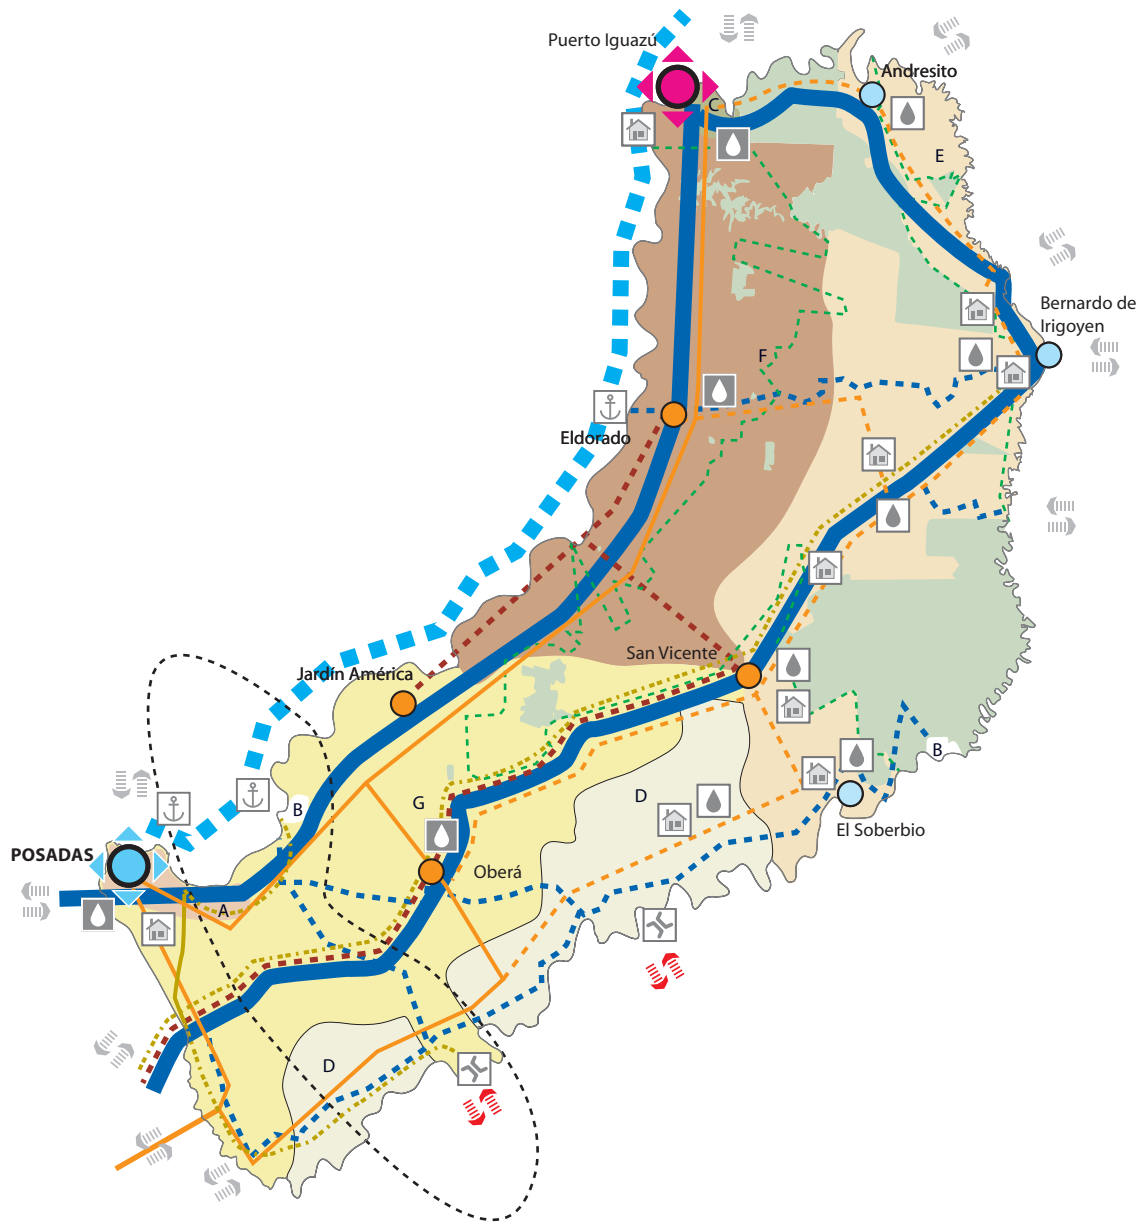 Puerto Iguazú
Andresito
C
E
Bernardo de
Irigoyen
F
Eldorado
San Vicente
Jardín América
B
B
G
D
El Soberbio
POSADAS
Oberá
A
D